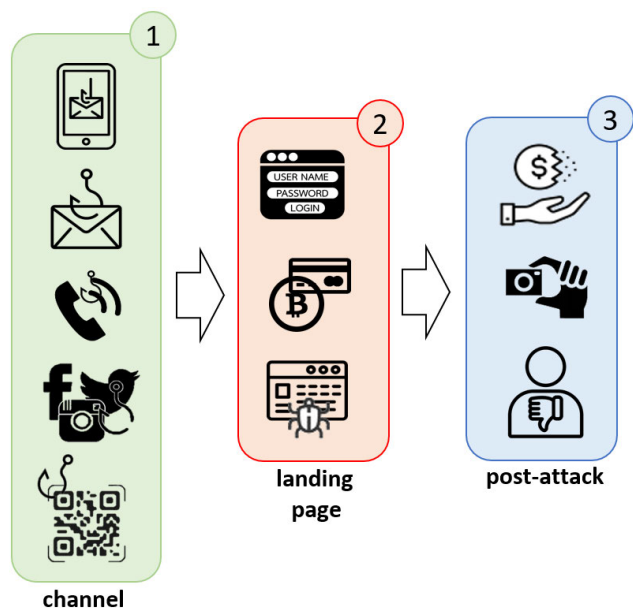 1
2
3
USER NAME
PASSWORD
LOGIN
$
B
f
landing
page
post-attack
channel